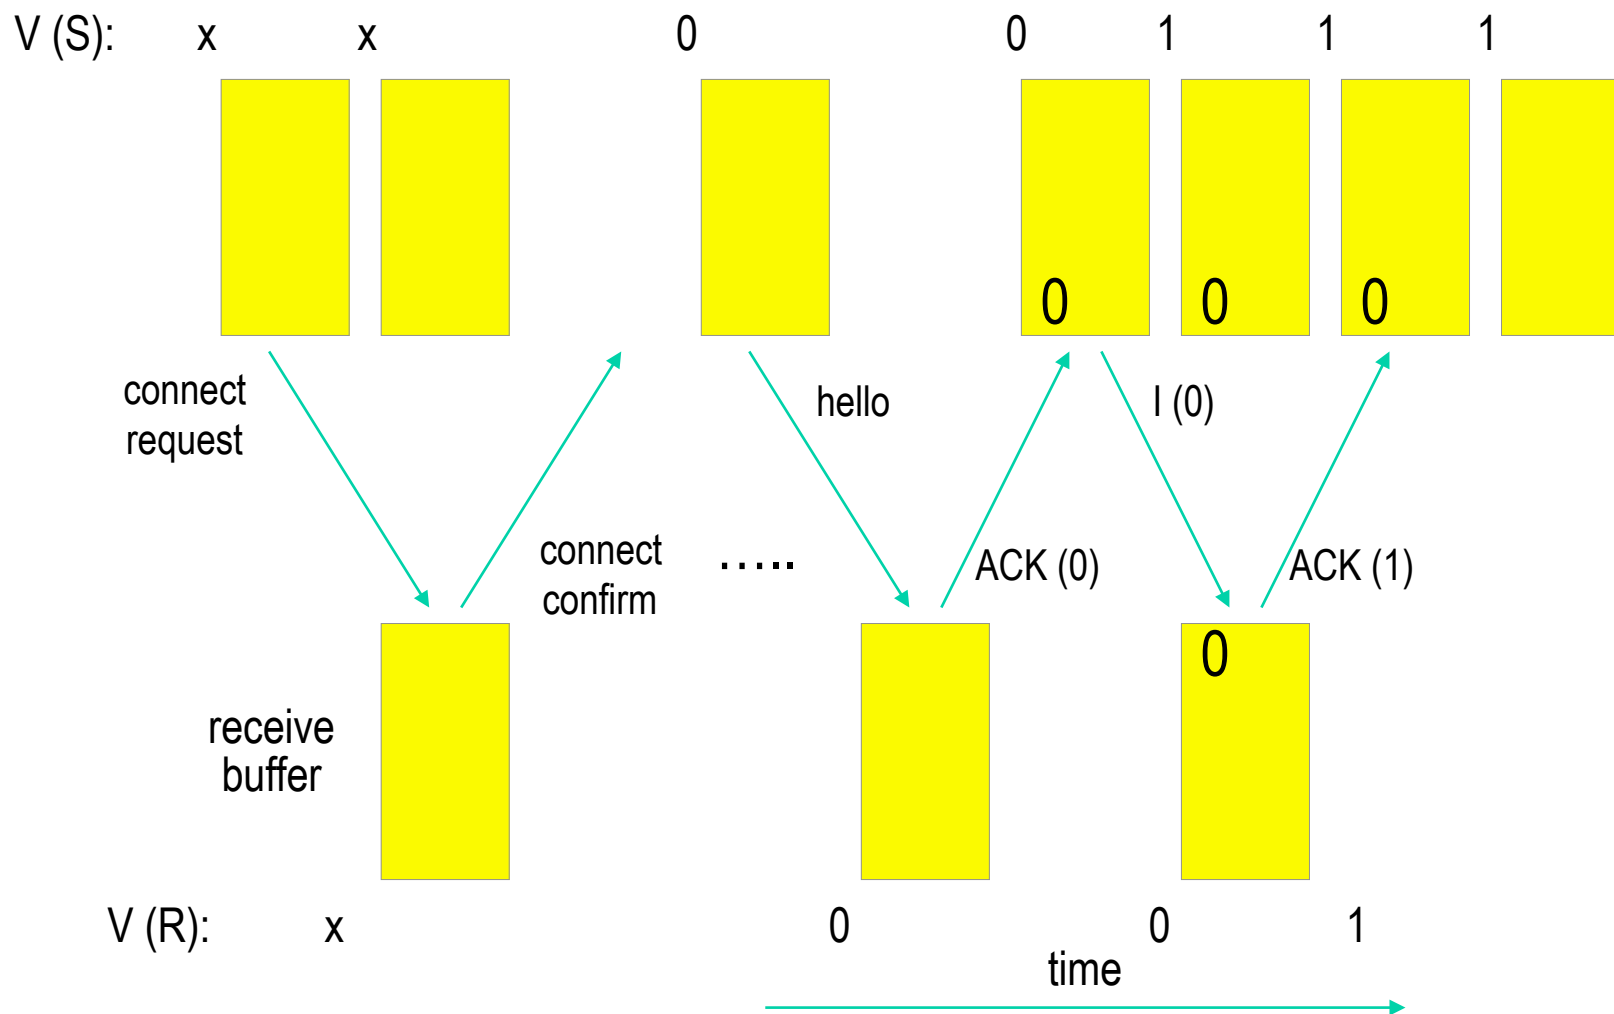 V (S): x x 0 0 1 1 1
0 0 0
connect
request
hello
I (0)
connect
confirm
.....
ACK (0)
ACK (1)
0
receive
buffer
V (R): x 0 0 1
time